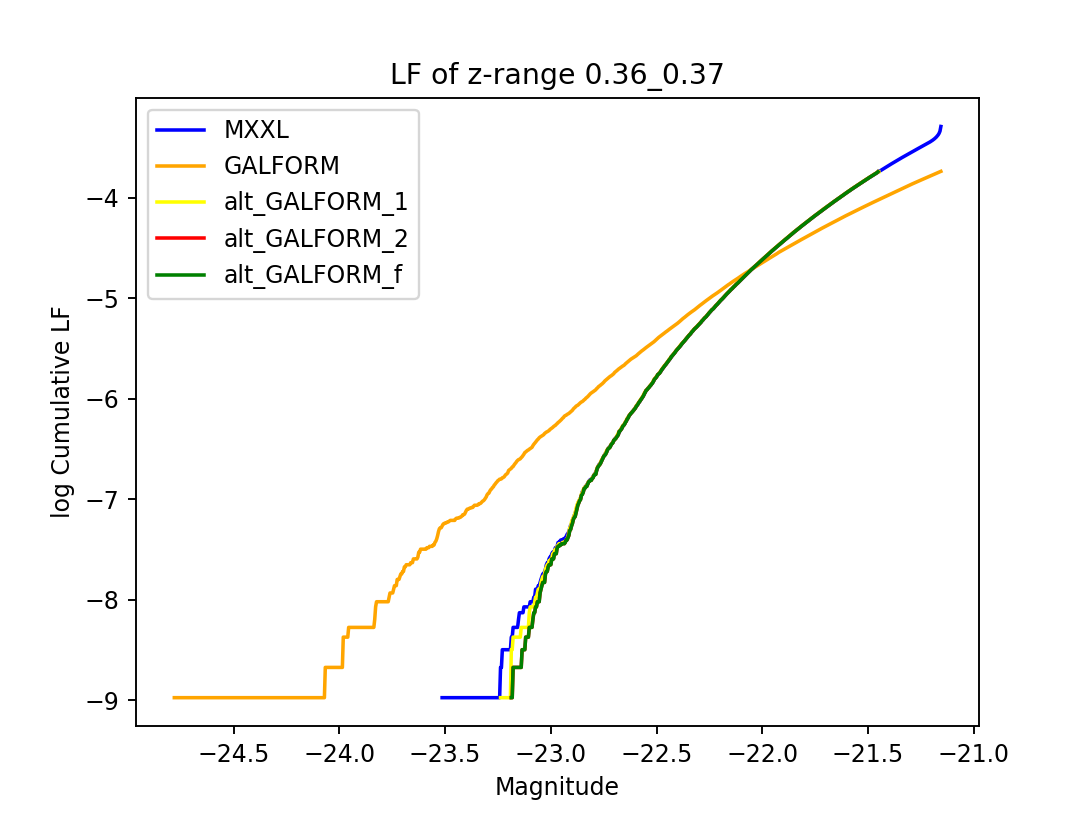 LF of z-range 0.36_0.37
MXXL
GALFORM
alt_GALFORM_1
alt_GALFORM_2
alt_GALFORM_f
log Cumulative LF
−4
−5
−6
−7
−8
−9
−24.5 −24.0 −23.5 −23.0 −22.5 −22.0 −21.5 −21.0
Magnitude